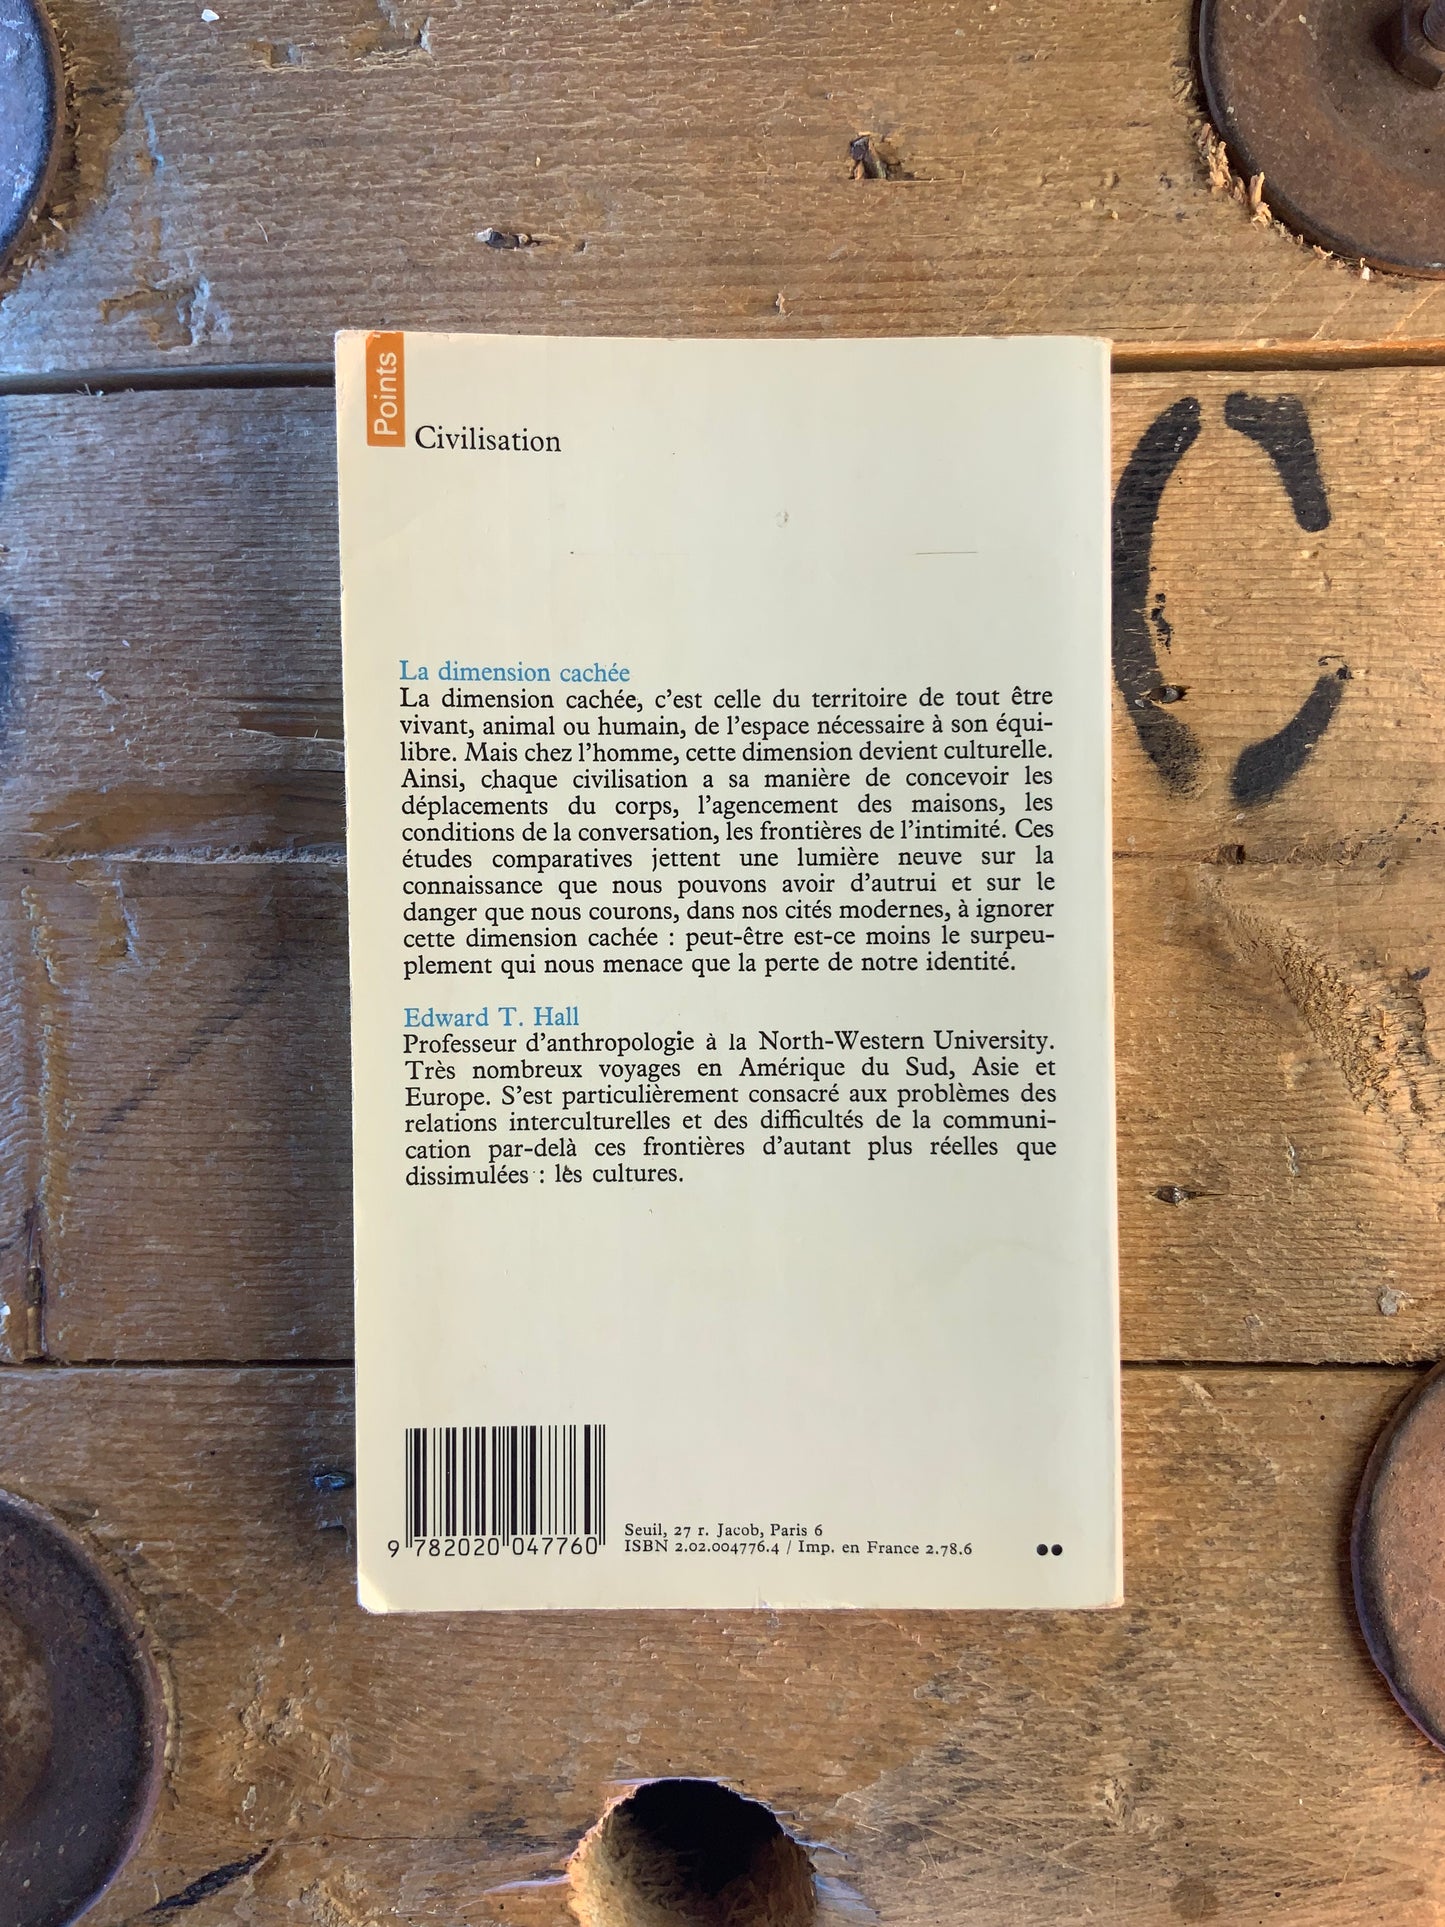 Points
Civilisation
La dimension cachée
La dimension cachée, c’est celle du territoire de tout être
vivant, animal ou humain, de l’espace nécessaire à son équi-
libre. Mais chez l’homme, cette dimension devient culturelle.
Ainsi, chaque civilisation a sa manière de concevoir les
déplacements du corps, l’agencement des maisons, les
conditions de la conversation, les frontières de l’intimité. Ces
études comparatives jettent une lumière neuve sur la
connaissance que nous pouvons avoir d’autrui et sur le
danger que nous courons, dans nos cités modernes, à ignorer
cette dimension cachée : peut-être est-ce moins le surpeu-
plement qui nous menace que la perte de notre identité.
Edward T. Hall
Professeur d’anthropologie à la North-Western University.
Très nombreux voyages en Amérique du Sud, Asie et
Europe. S’est particulièrement consacré aux problèmes des
relations interculturelles et des difficultés de la communi-
cation par-delà ces frontières d’autant plus réelles que
dissimulées : les cultures.
Seuil, 27 r. Jacob, Paris 6
ISBN 2.02.004776.4 / Imp. en France 2.78.6
9 782020 047760